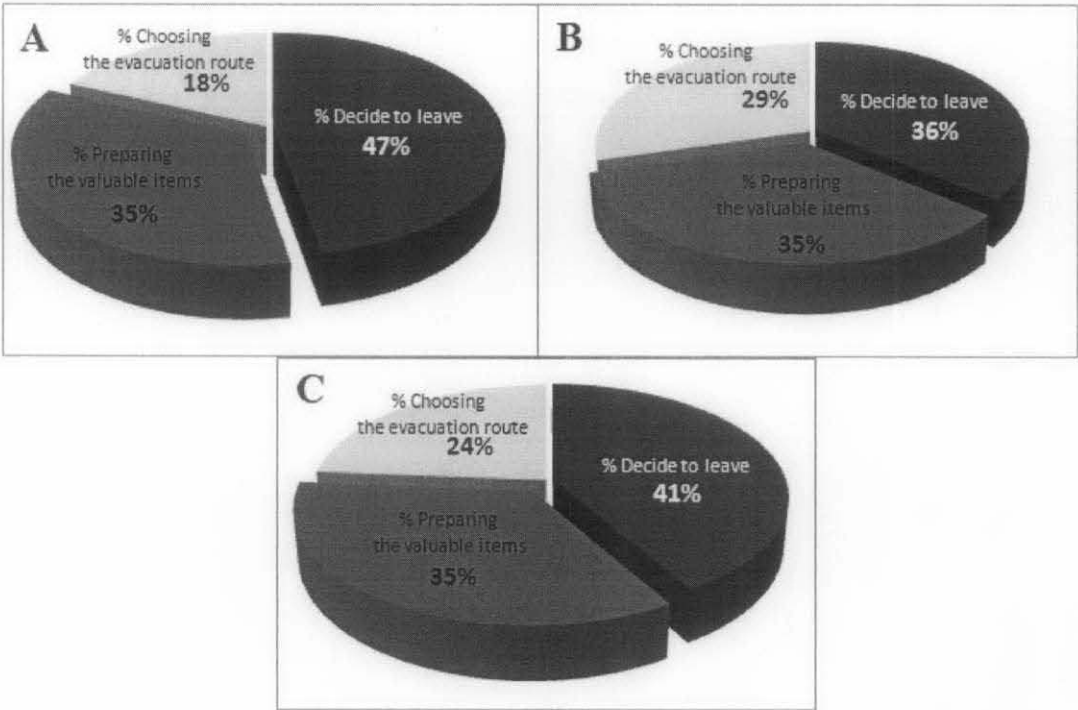 A
% Choosing
the evacuation route
18%
% Decide to leave
47%
% Preparing
the valuable items
35%
B
% Choosing
the evacuation route
29%
% Decide to leave
36%
% Preparing
the valuable items
35%
C
% Choosing
the evacuation route
24%
% Decide to leave
41%
% Preparing
the valuable items
35%